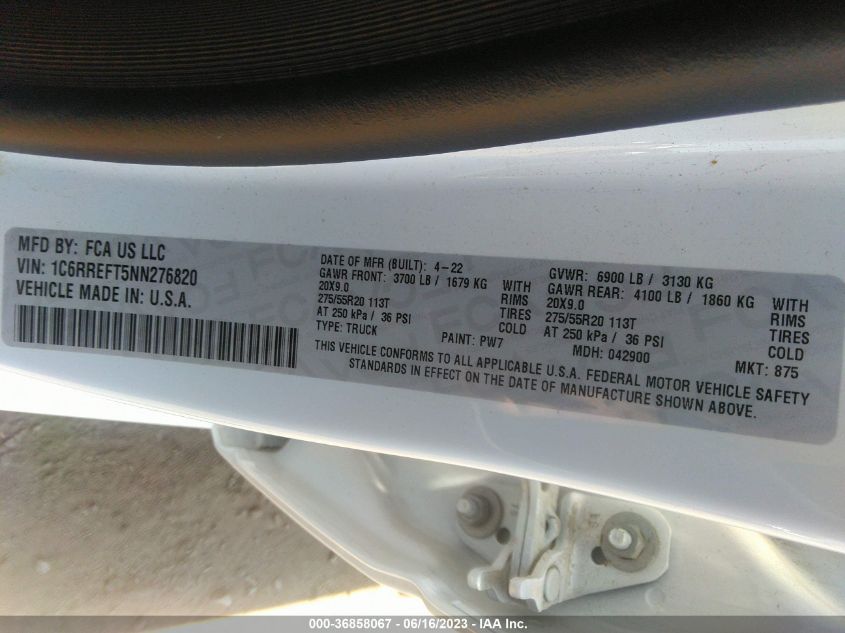 MFD BY: FCA US LLC
VIN: 1C6RREFT5NN276820
VEHICLE MADE IN: U.S.A.
DATE OF MFR (BUILT): 4-22
GAWR FRONT: 3700 LB / 1679 KG WITH
20X9.0 RIMS
275/55R20 113T TIRES
AT 250 kPa / 36 PSI COLD
TYPE: TRUCK PAINT: PW7
GVWR: 6900 LB / 3130 KG
GAWR REAR: 4100 LB / 1860 KG WITH
20X9.0 RIMS
275/55R20 113T TIRES
AT 250 kPa / 36 PSI COLD
MDH: 042900 MKT: 875
THIS VEHICLE CONFORMS TO ALL APPLICABLE U.S.A. FEDERAL MOTOR VEHICLE SAFETY
STANDARDS IN EFFECT ON THE DATE OF MANUFACTURE SHOWN ABOVE.
000-36858067 - 06/16/2023 - IAA Inc.